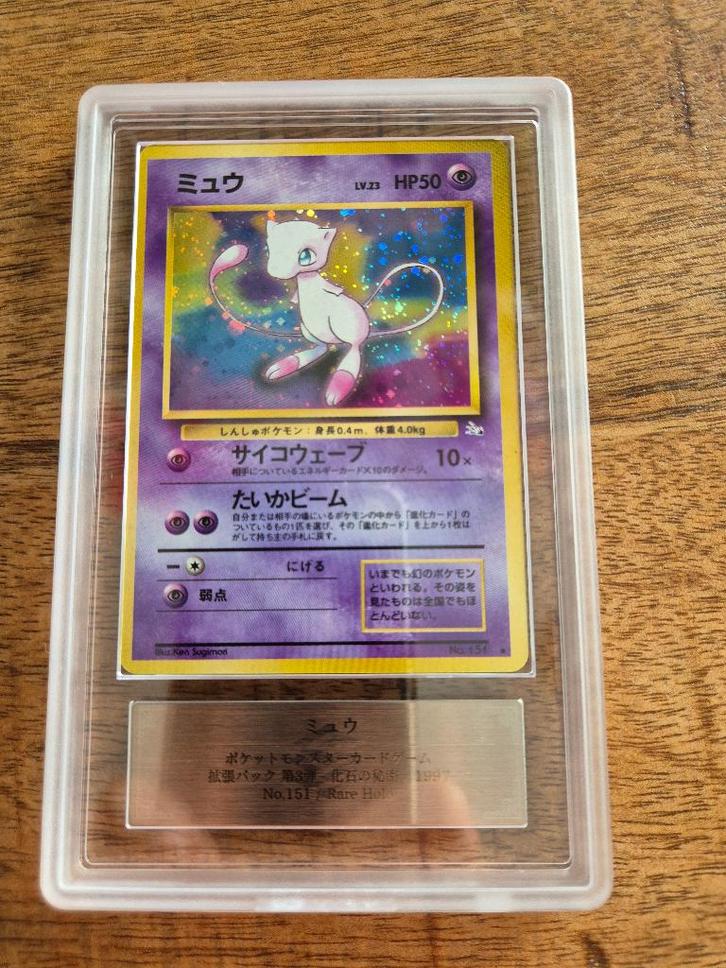 ミュウ LV.23 HP50
しんしゅポケモン：身長0.4m、体重4.0kg
サイコウェーブ 10×
相手についているエネルギーカード×10のダメージ。
たいかビーム
自分または相手の場にいるポケモンの中から「進化カード」の
ついているもの1匹を選び、その「進化カード」を上から1枚は
がして持ち主の手札に戻す。
にげる
弱点
いまでも幻のポケモン
といわれる。その姿を
見たものは全国でもほ
とんどいない。
Illus.Ken Sugimori No.151
ミュウ
ポケットモンスターカードゲーム
拡張パック 第3弾 化石の秘密 1997
No.151 / Rare Holo